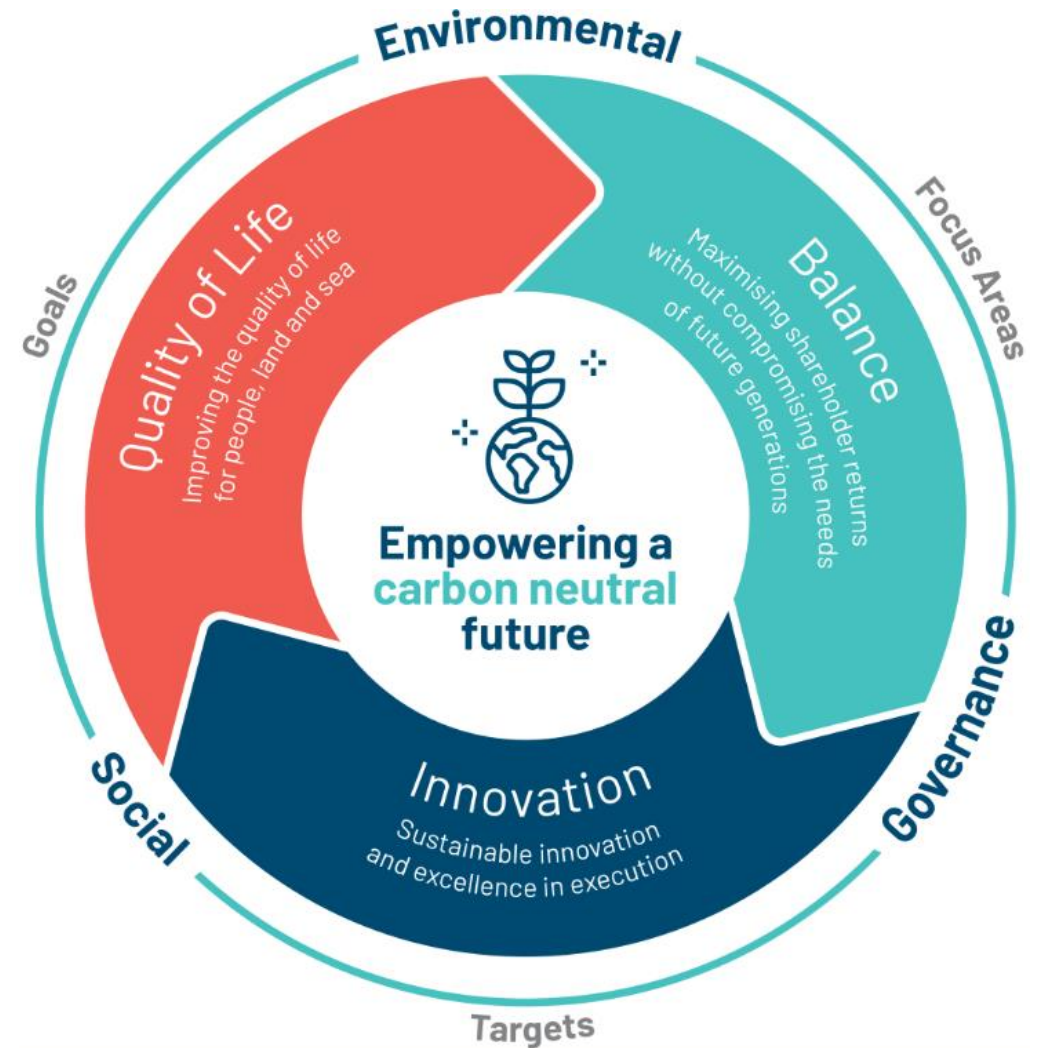 Environmental
Goals
Focus Areas
Quality of Life
Improving the quality of life
for people, land and sea
Balance
Maximising shareholder returns
without compromising the needs
of future generations
Empowering a
carbon neutral
future
Innovation
Sustainable innovation
and excellence in execution
Social
Governance
Targets